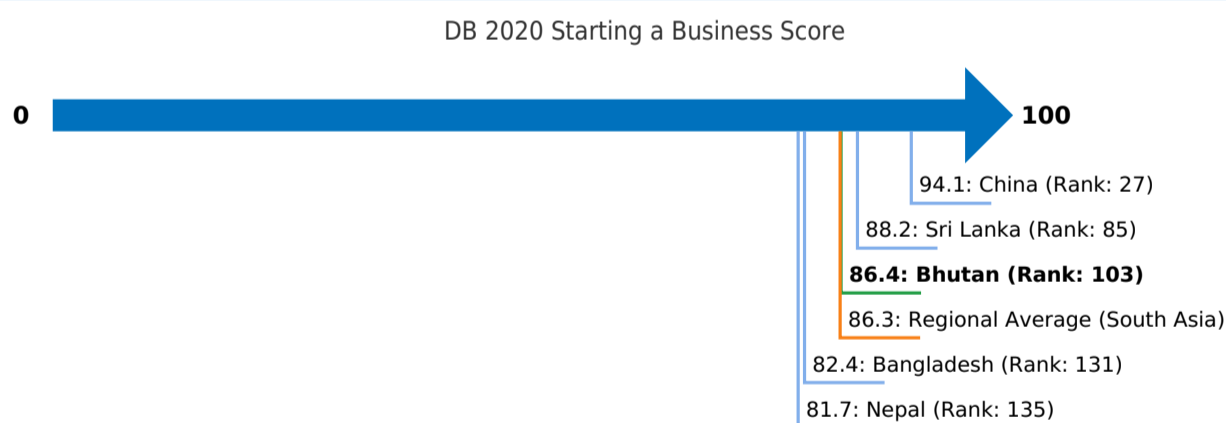 DB 2020 Starting a Business Score
0
100
94.1: China (Rank: 27)
88.2: Sri Lanka (Rank: 85)
86.4: Bhutan (Rank: 103)
86.3: Regional Average (South Asia)
82.4: Bangladesh (Rank: 131)
81.7: Nepal (Rank: 135)